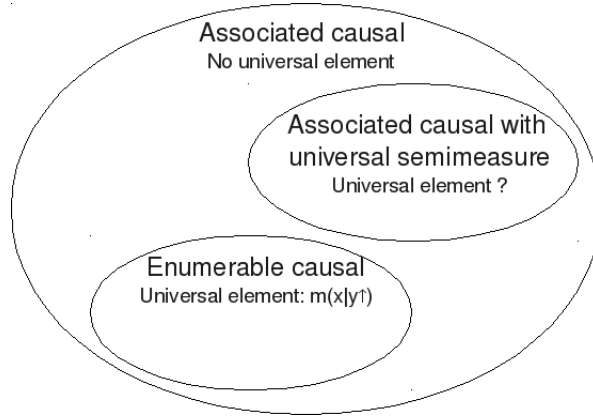 Associated causal
No universal element
Associated causal with
universal semimeasure
Universal element ?
Enumerable causal
Universal element: m(x|y↑)